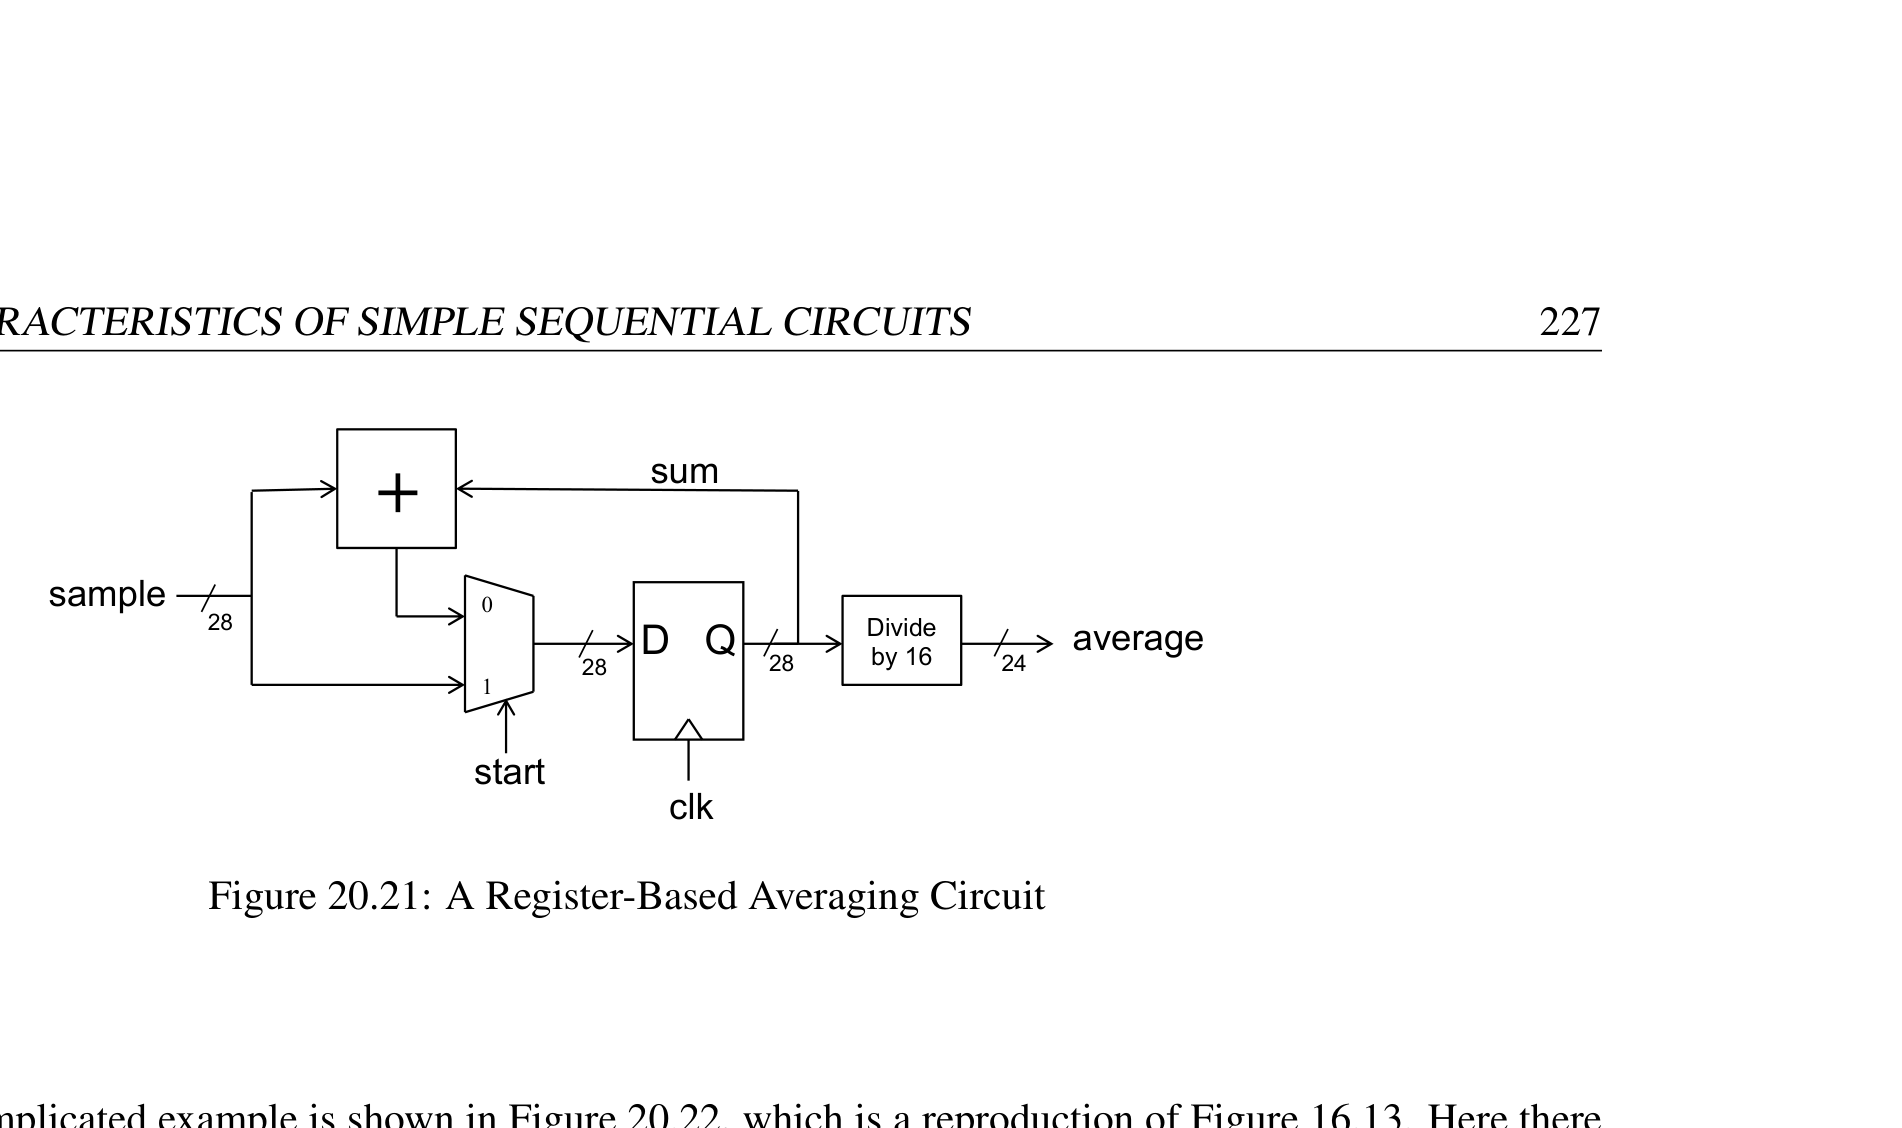 RACTERISTICS OF SIMPLE SEQUENTIAL CIRCUITS 227
+
sum
sample
28
0
1
28
D Q
28
Divide
by 16
24
average
start
clk
Figure 20.21: A Register-Based Averaging Circuit
mplicated example is shown in Figure 20.22, which is a reproduction of Figure 16.13. Here there